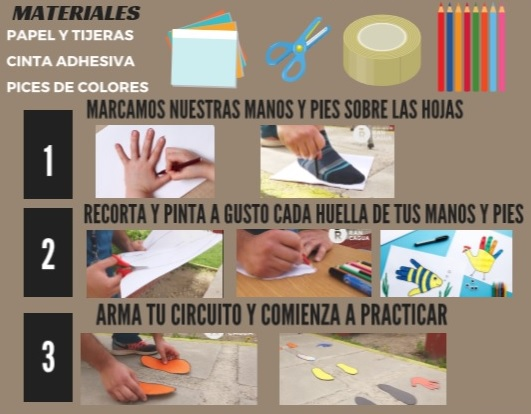 MATERIALES
PAPEL Y TIJERAS
CINTA ADHESIVA
PICES DE COLORES
1
MARCAMOS NUESTRAS MANOS Y PIES SOBRE LAS HOJAS
2
RECORTA Y PINTA A GUSTO CADA HUELLA DE TUS MANOS Y PIES
3
ARMA TU CIRCUITO Y COMIENZA A PRACTICAR